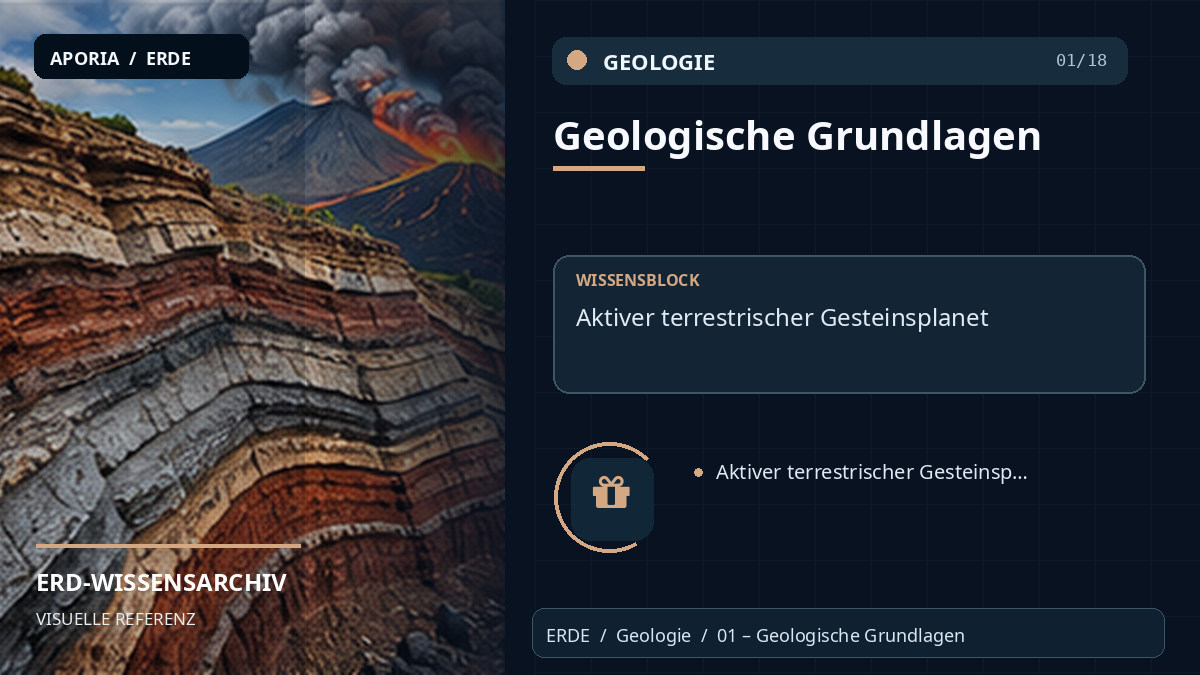 APORIA / ERDE
ERD-WISSENSARCHIV
VISUELLE REFERENZ
GEOLOGIE 01/18
Geologische Grundlagen
WISSENSBLOCK
Aktiver terrestrischer Gesteinsplanet
Aktiver terrestrischer Gesteinsp...
ERDE / Geologie / 01 – Geologische Grundlagen